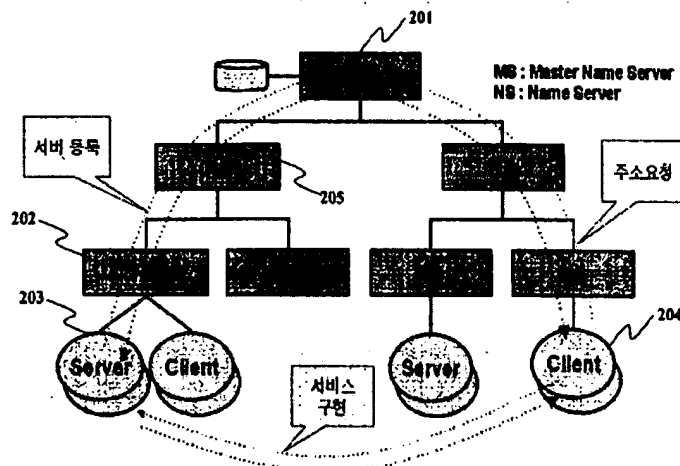 201
MS : Master Name Server
NS : Name Server
서버 등록
주소요청
205
202
203
204
Server
Client
Server
Client
서비스
구현